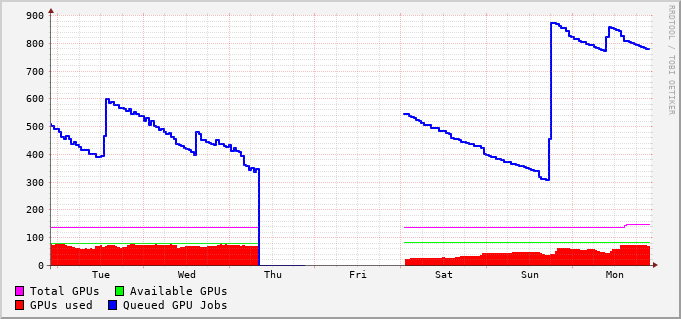 RRDTOOL / TOBI OETIKER
900
800
700
600
500
400
300
200
100
0
Tue Wed Thu Fri Sat Sun Mon
Total GPUs Available GPUs
GPUs used Queued GPU Jobs